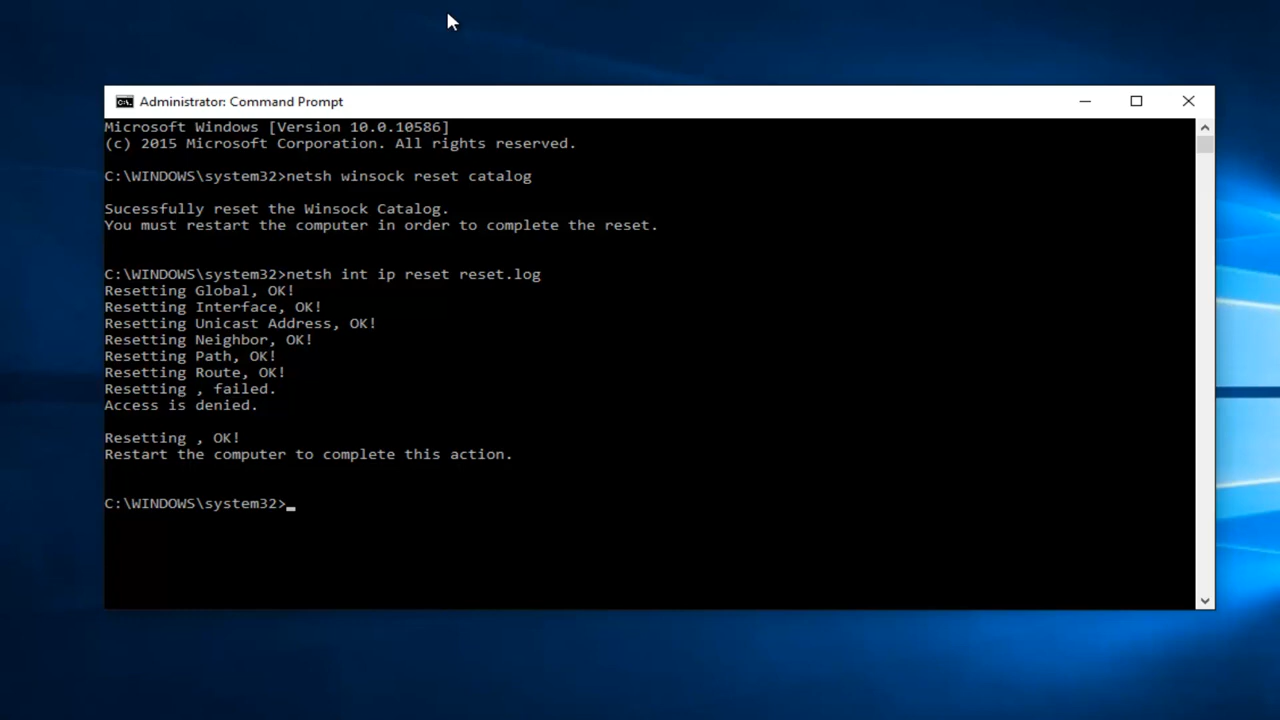 Administrator: Command Prompt
Microsoft Windows [Version 10.0.10586]
(c) 2015 Microsoft Corporation. All rights reserved.
C:\WINDOWS\system32>netsh winsock reset catalog
Sucessfully reset the Winsock Catalog.
You must restart the computer in order to complete the reset.
C:\WINDOWS\system32>netsh int ip reset reset.log
Resetting Global, OK!
Resetting Interface, OK!
Resetting Unicast Address, OK!
Resetting Neighbor, OK!
Resetting Path, OK!
Resetting Route, OK!
Resetting , failed.
Access is denied.
Resetting , OK!
Restart the computer to complete this action.
C:\WINDOWS\system32>